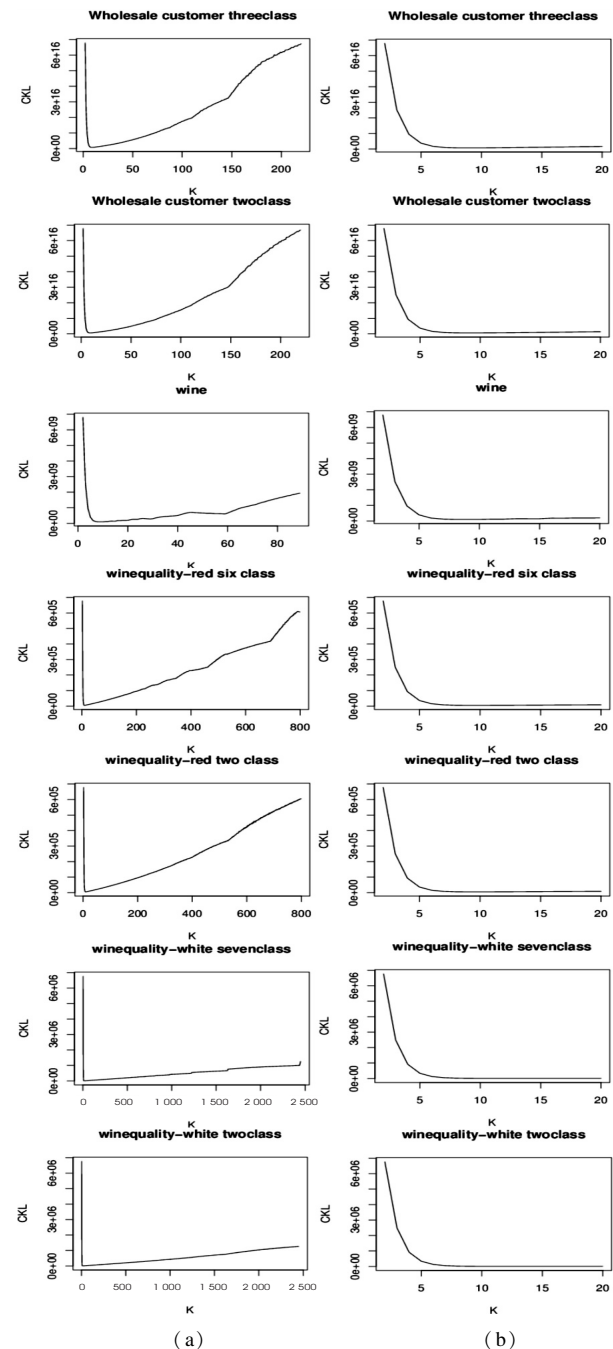 Wholesale customer threeclass
Wholesale customer threeclass
CKL
0e+00 3e+16 6e+16
0 50 100 150 200
K
CKL
0e+00 3e+16 6e+16
5 10 15 20
K
Wholesale customer twoclass
Wholesale customer twoclass
CKL
0e+00 3e+16 6e+16
0 50 100 150 200
K
CKL
0e+00 3e+16 6e+16
5 10 15 20
K
wine
wine
CKL
0e+00 3e+09 6e+09
0 20 40 60 80
K
CKL
0e+00 3e+09 6e+09
5 10 15 20
K
winequality-red six class
winequality-red six class
CKL
0e+00 3e+05 6e+05
0 200 400 600 800
K
CKL
0e+00 3e+05 6e+05
5 10 15 20
K
winequality-red two class
winequality-red two class
CKL
0e+00 3e+05 6e+05
0 200 400 600 800
K
CKL
0e+00 3e+05 6e+05
5 10 15 20
K
winequality-white sevenclass
winequality-white sevenclass
CKL
0e+00 3e+06 6e+06
0 500 1 000 1 500 2 000 2 500
K
CKL
0e+00 3e+06 6e+06
5 10 15 20
K
winequality-white twoclass
winequality-white twoclass
CKL
0e+00 3e+06 6e+06
0 500 1 000 1 500 2 000 2 500
K
CKL
0e+00 3e+06 6e+06
5 10 15 20
K
(a)
(b)